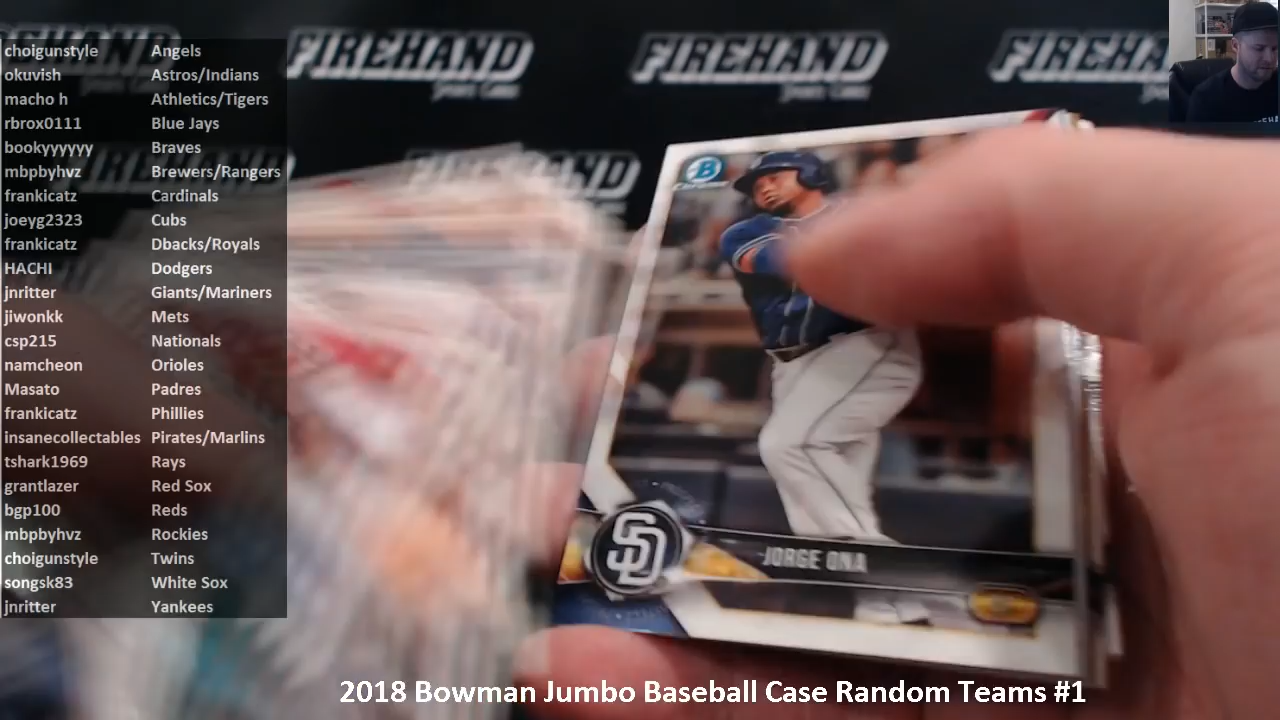 FIREHAND
FIREHAND
FIREHAND
choigunstyle Angels
okuvish Astros/Indians
macho h Athletics/Tigers
rbrox0111 Blue Jays
bookyyyyyy Braves
mbpbyhvz Brewers/Rangers
frankicatz Cardinals
joeyg2323 Cubs
frankicatz Dbacks/Royals
HACHI Dodgers
jnritter Giants/Mariners
jiwonkk Mets
csp215 Nationals
namcheon Orioles
Masato Padres
frankicatz Phillies
insanecollectables Pirates/Marlins
tshark1969 Rays
grantlazer Red Sox
bgp100 Reds
mbpbyhvz Rockies
choigunstyle Twins
songsk83 White Sox
jnritter Yankees
FIREHAND
B
Chrome
SD
JORGE ONA
2018 Bowman Jumbo Baseball Case Random Teams #1